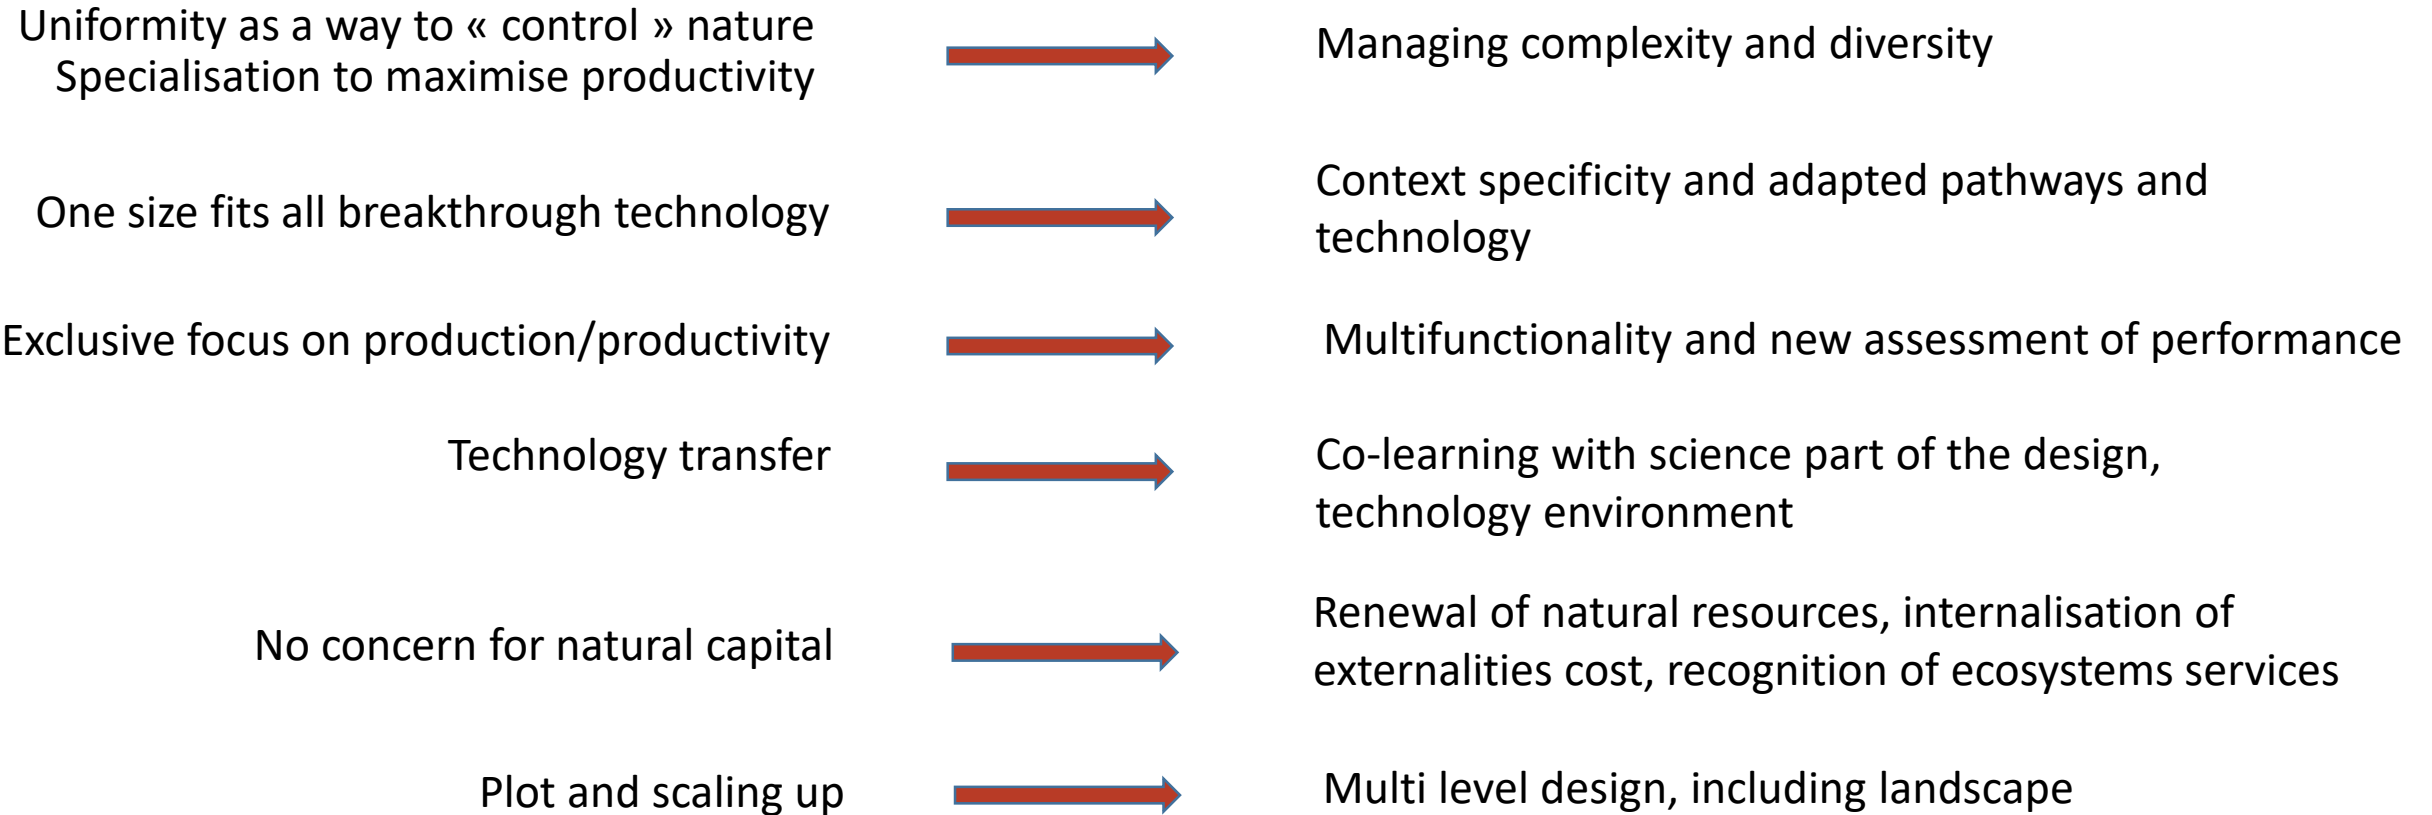 Uniformity as a way to « control » nature
Specialisation to maximise productivity
Managing complexity and diversity
One size fits all breakthrough technology
Context specificity and adapted pathways and
technology
Exclusive focus on production/productivity
Multifunctionality and new assessment of performance
Technology transfer
Co-learning with science part of the design,
technology environment
No concern for natural capital
Renewal of natural resources, internalisation of
externalities cost, recognition of ecosystems services
Plot and scaling up
Multi level design, including landscape